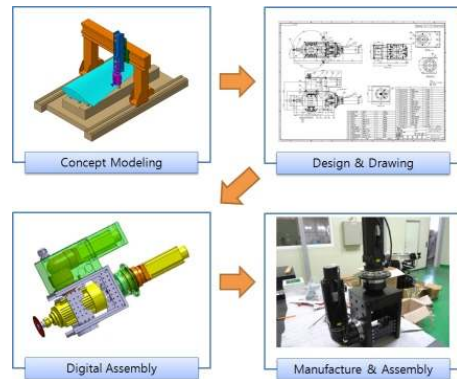 Concept Modeling
Design & Drawing
Digital Assembly
Manufacture & Assembly